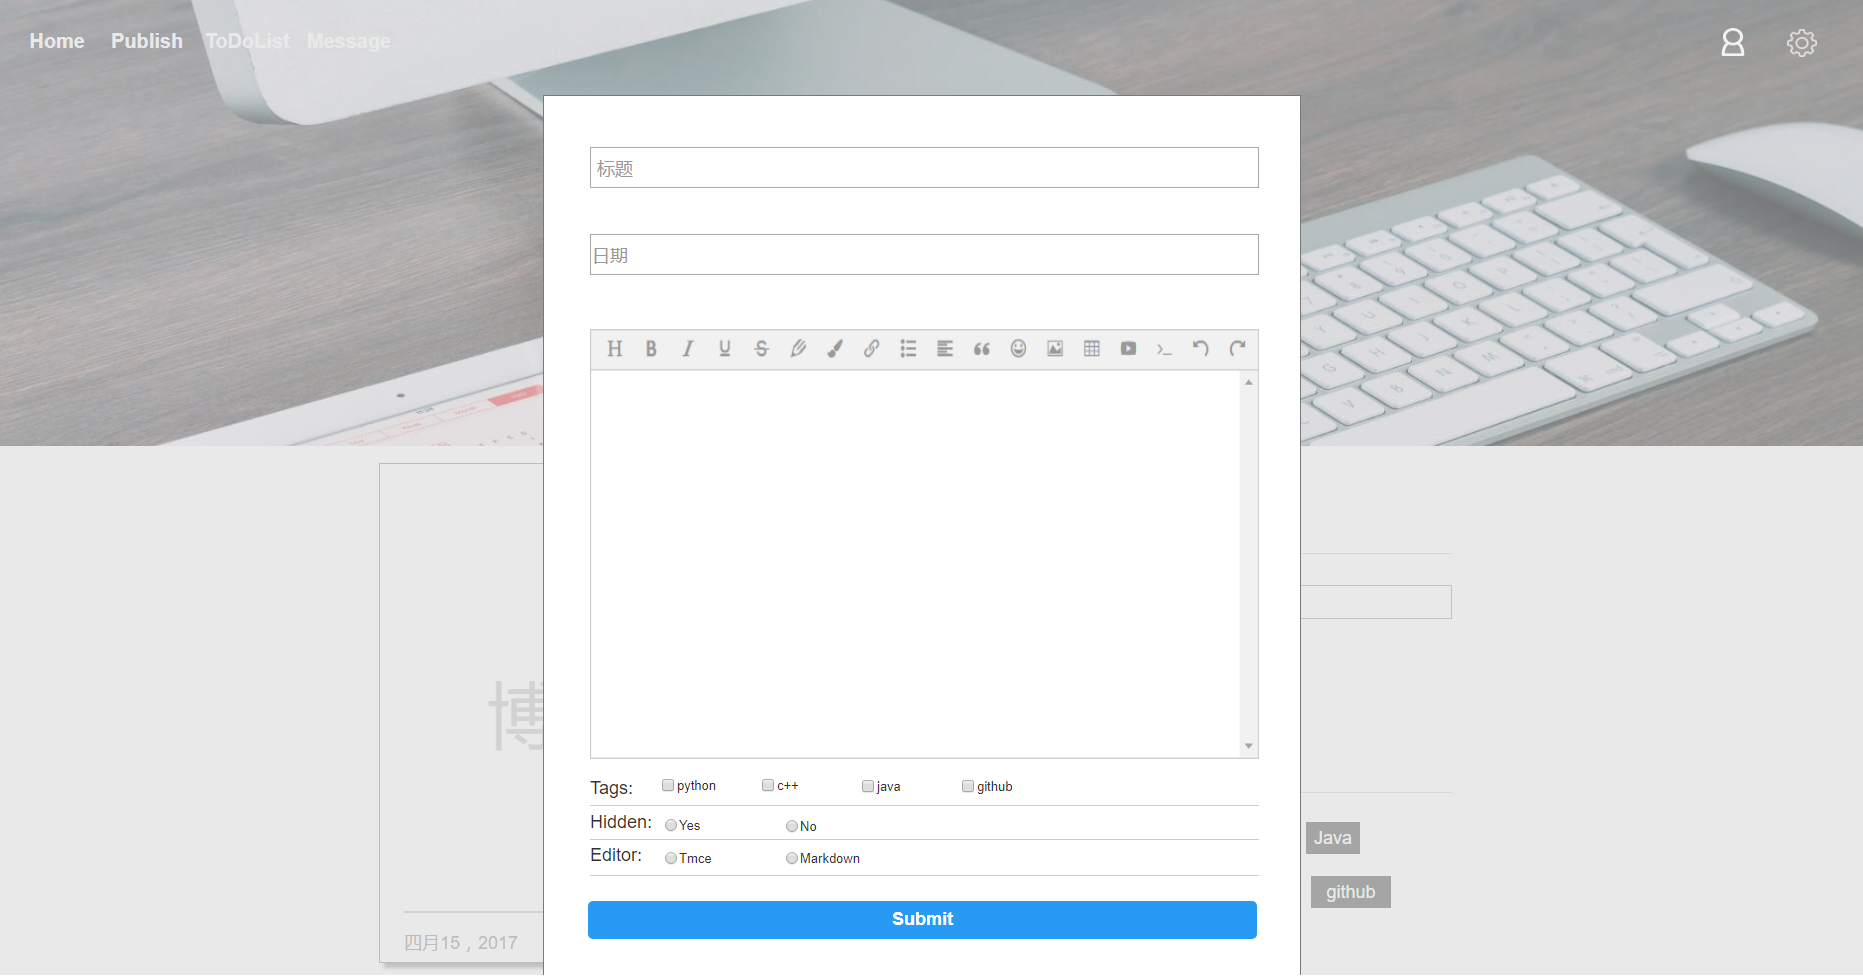 Home Publish ToDoList Message
标题
日期
H B I U S
Tags: python c++ java github
Hidden: Yes No
Editor: Tmce Markdown
Submit
博
四月15，2017
Java
github